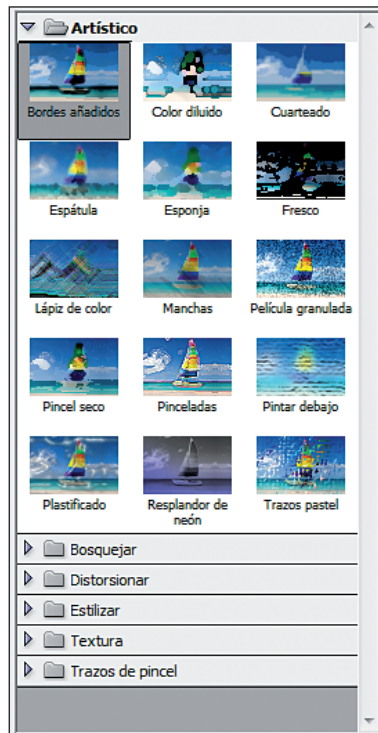 Artístico
Bordes añadidos
Color diluido
Cuarteado
Espátula
Esponja
Fresco
Lápiz de color
Manchas
Película granulada
Pincel seco
Pinceladas
Pintar debajo
Plastificado
Resplandor de
neón
Trazos pastel
Bosquejar
Distorsionar
Estilizar
Textura
Trazos de pincel